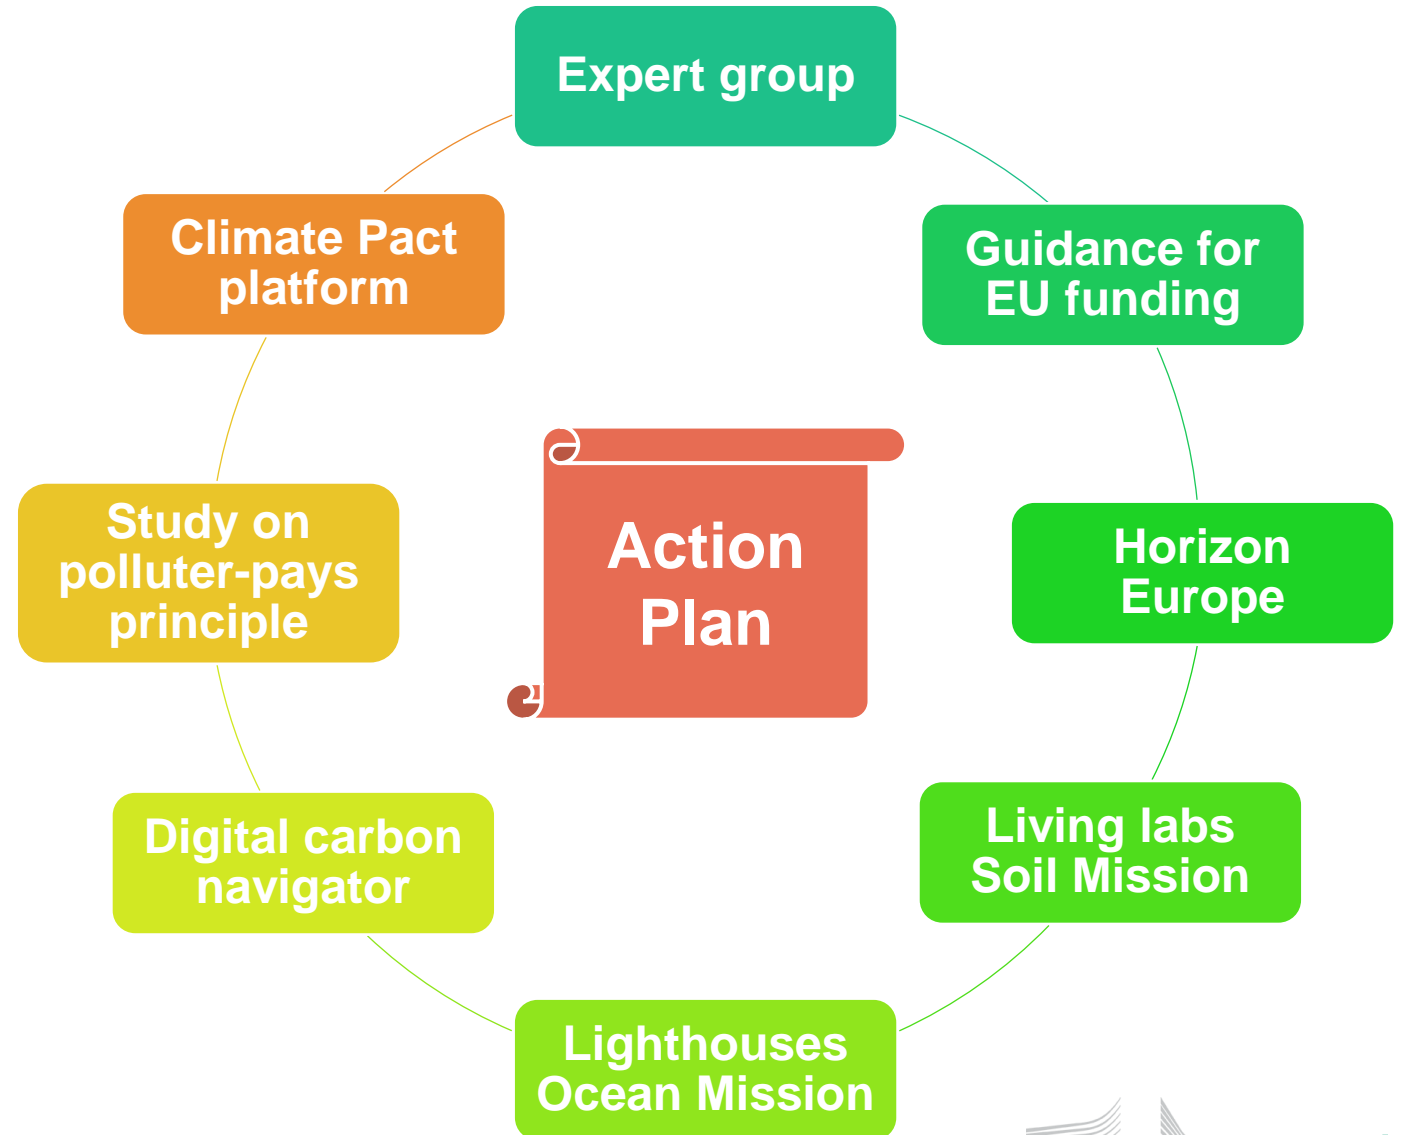 Expert group
Guidance for
EU funding
Horizon
Europe
Living labs
Soil Mission
Lighthouses
Ocean Mission
Digital carbon
navigator
Study on
polluter-pays
principle
Climate Pact
platform
Action
Plan